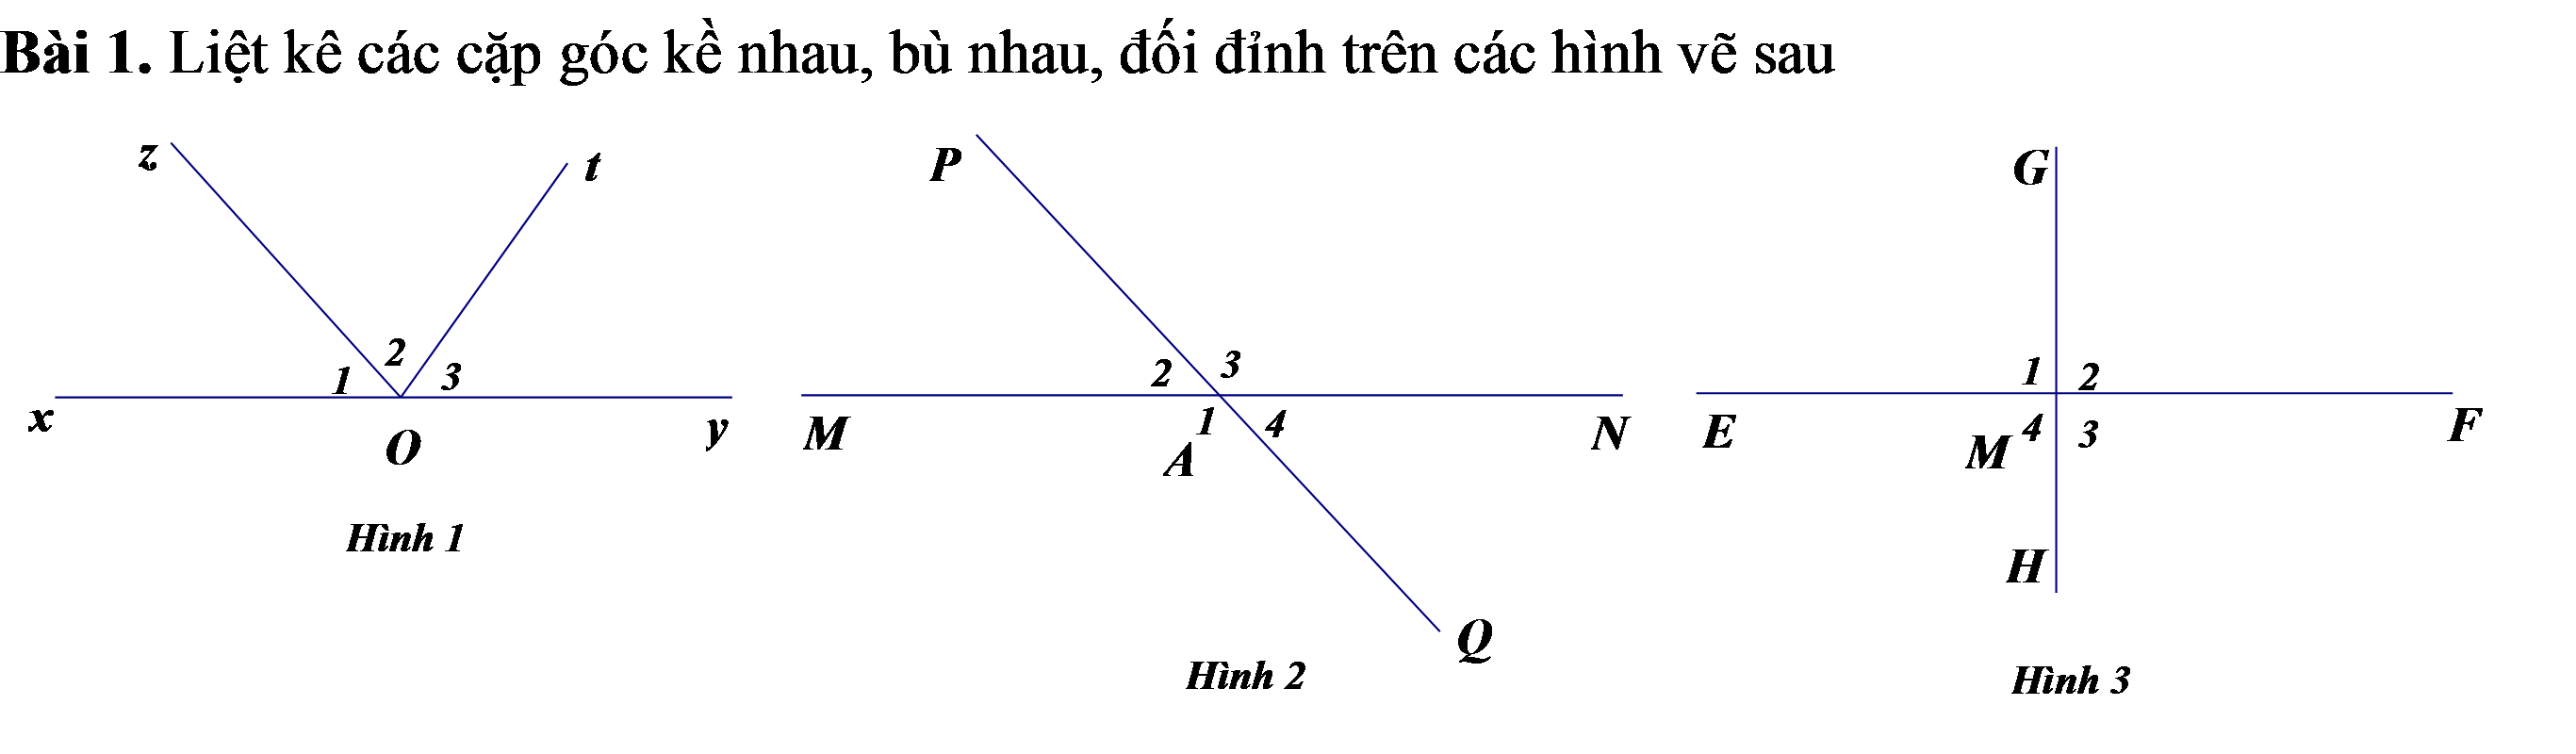 Bài 1. Liệt kê các cặp góc kề nhau, bù nhau, đối đỉnh trên các hình vẽ sau
z
t
1
2
3
x
O
y
Hình 1
P
2
3
1
4
M
A
N
Q
Hình 2
G
1
2
4
3
E
M
F
H
Hình 3